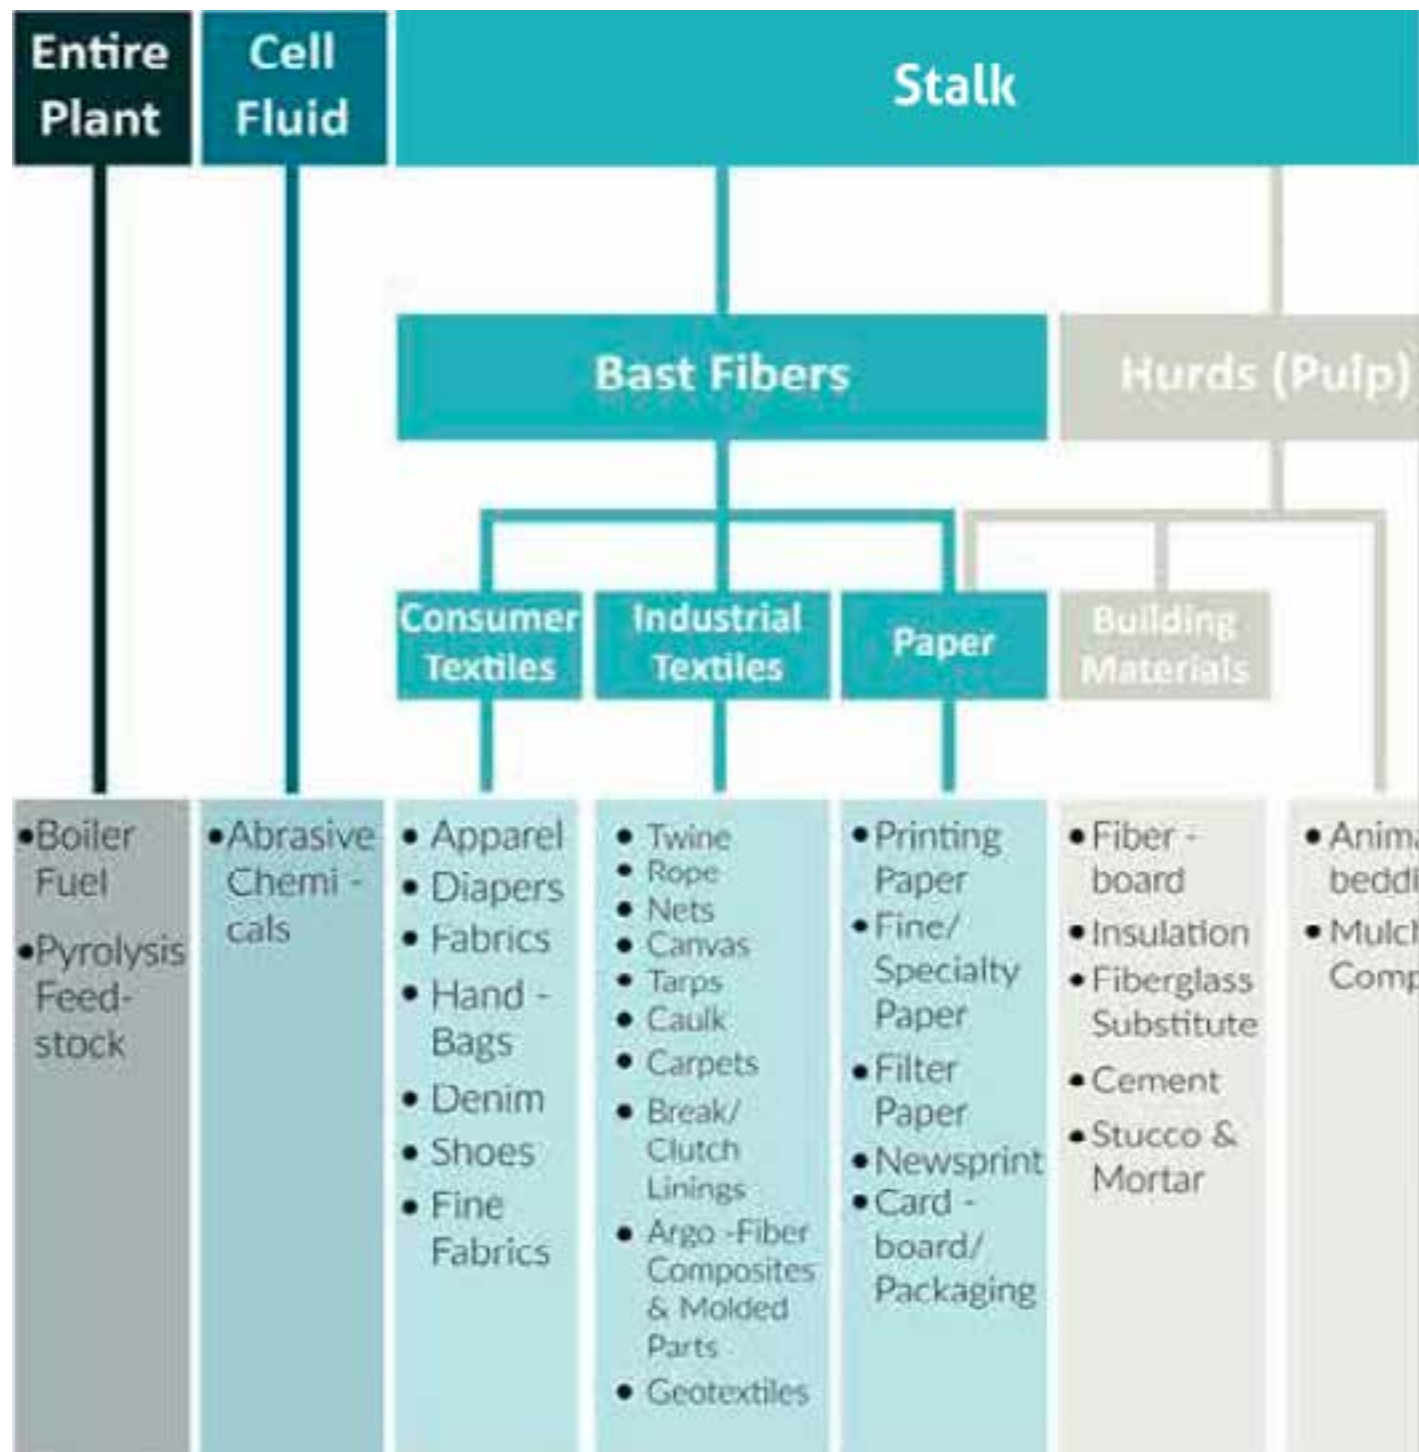 Entire
Plant
Cell
Fluid
Stalk
Bast Fibers
Hurds (Pulp)
Consumer
Textiles
Industrial
Textiles
Paper
Building
Materials
•Boiler
Fuel
•Pyrolysis
Feed-
stock
•Abrasive
Chemi -
cals
• Apparel
• Diapers
• Fabrics
• Hand -
Bags
• Denim
• Shoes
• Fine
Fabrics
• Twine
• Rope
• Nets
• Canvas
• Tarps
• Caulk
• Carpets
• Break/
Clutch
Linings
• Argo -Fiber
Composites
& Molded
Parts
• Geotextiles
•Printing
Paper
•Fine/
Specialty
Paper
•Filter
Paper
•Newsprint
•Card -
board/
Packaging
•Fiber -
board
•Insulation
•Fiberglass
Substitute
•Cement
•Stucco &
Mortar